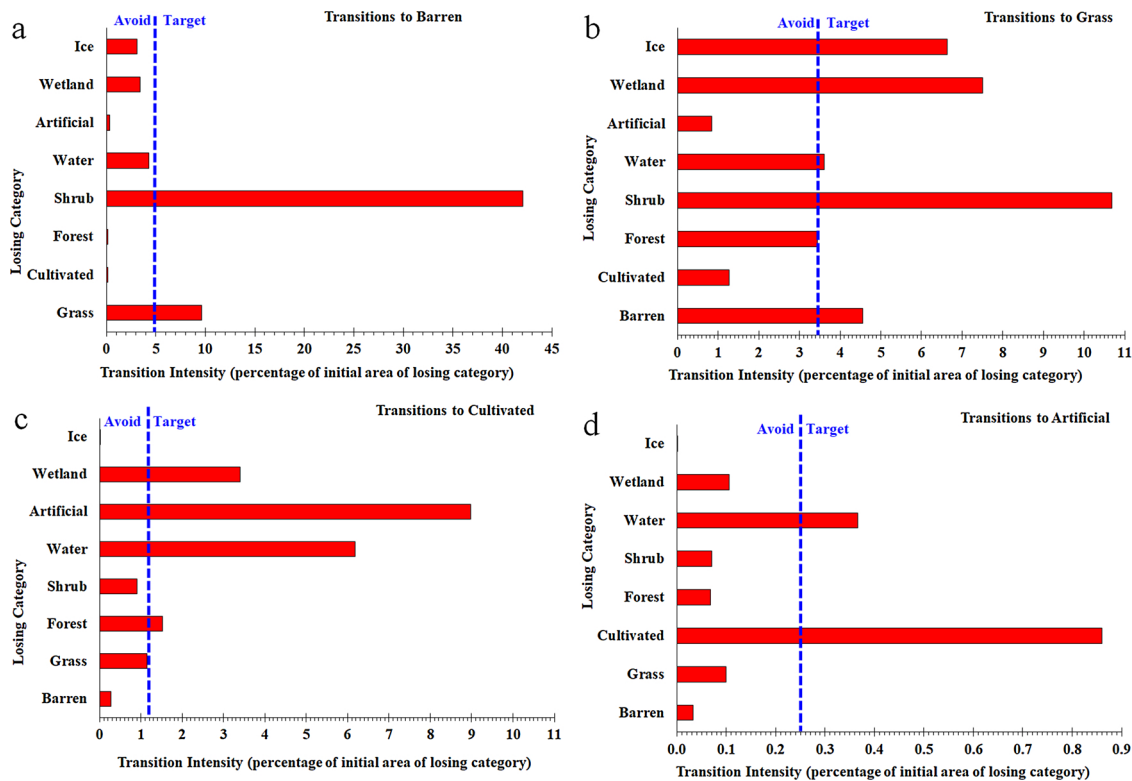 a
Avoid Target
Transitions to Barren
Losing Category
Ice
Wetland
Artificial
Water
Shrub
Forest
Cultivated
Grass
0 5 10 15 20 25 30 35 40 45
Transition Intensity (percentage of initial area of losing category)
b
Avoid Target
Transitions to Grass
Losing Category
Ice
Wetland
Artificial
Water
Shrub
Forest
Cultivated
Barren
0 1 2 3 4 5 6 7 8 9 10 11
Transition Intensity (percentage of initial area of losing category)
c
Avoid Target
Transitions to Cultivated
Losing Category
Ice
Wetland
Artificial
Water
Shrub
Forest
Grass
Barren
0 1 2 3 4 5 6 7 8 9 10 11
Transition Intensity (percentage of initial area of losing category)
d
Avoid Target
Transitions to Artificial
Losing Category
Ice
Wetland
Water
Shrub
Forest
Cultivated
Grass
Barren
0.0 0.1 0.2 0.3 0.4 0.5 0.6 0.7 0.8 0.9
Transition Intensity (percentage of initial area of losing category)